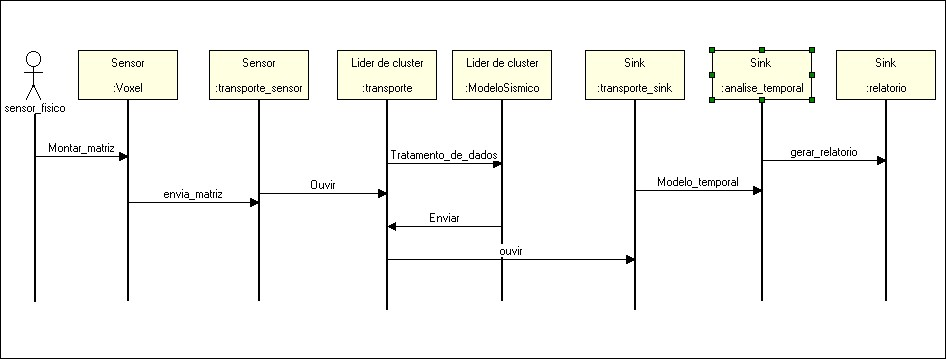 Sensor
:Voxel
Sensor
:transporte_sensor
Lider de cluster
:transporte
Lider de cluster
:ModeloSismico
Sink
:transporte_sink
Sink
:analise_temporal
Sink
:relatorio
sensor_fisico
Montar_matriz
Tratamento_de_dados
gerar_relatorio
envia_matriz
Ouvir
Modelo_temporal
Enviar
ouvir